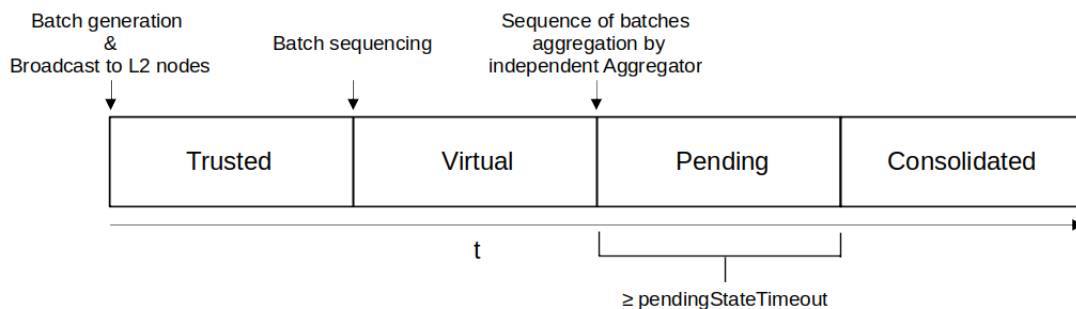 Batch generation
&
Broadcast to L2 nodes
Batch sequencing
Sequence of batches
aggregation by
independent Aggregator
Trusted
Virtual
Pending
Consolidated
t
≥ pendingStateTimeout